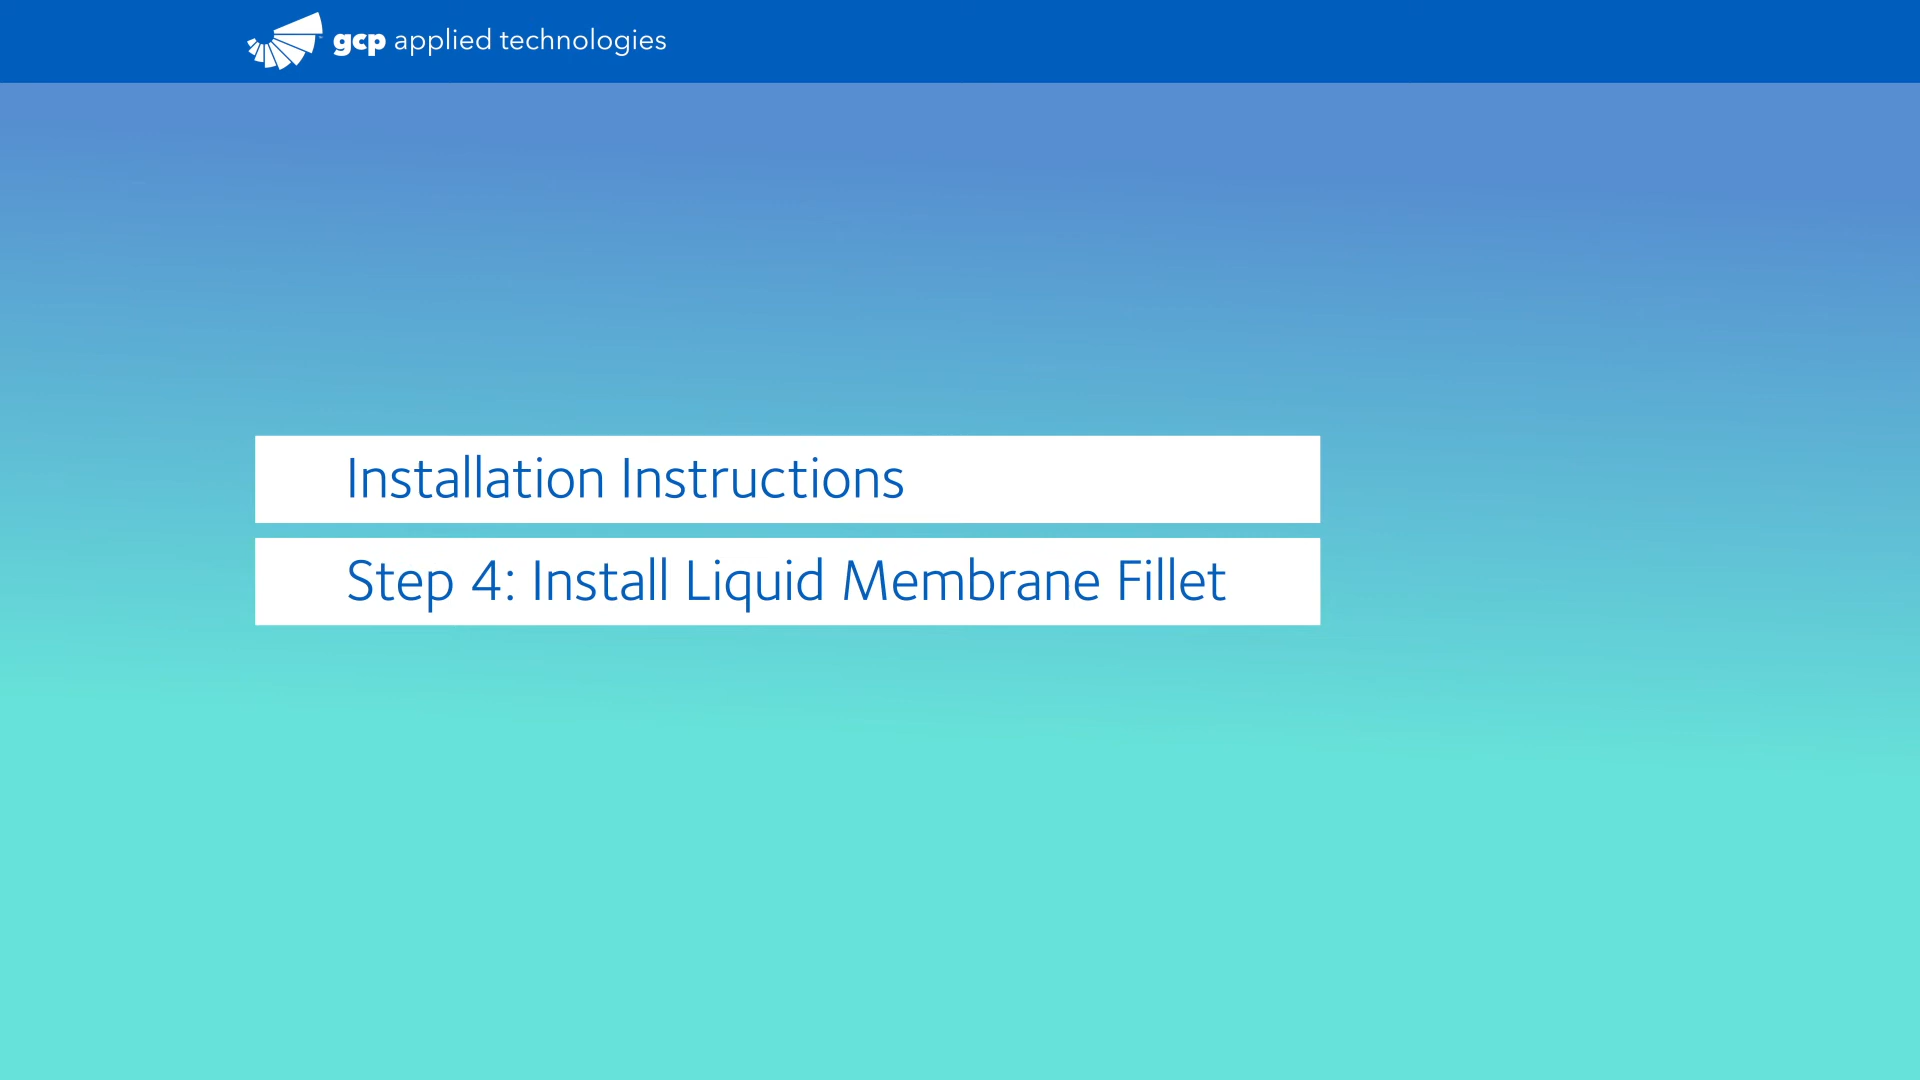 gcp applied technologies
Installation Instructions
Step 4: Install Liquid Membrane Fillet